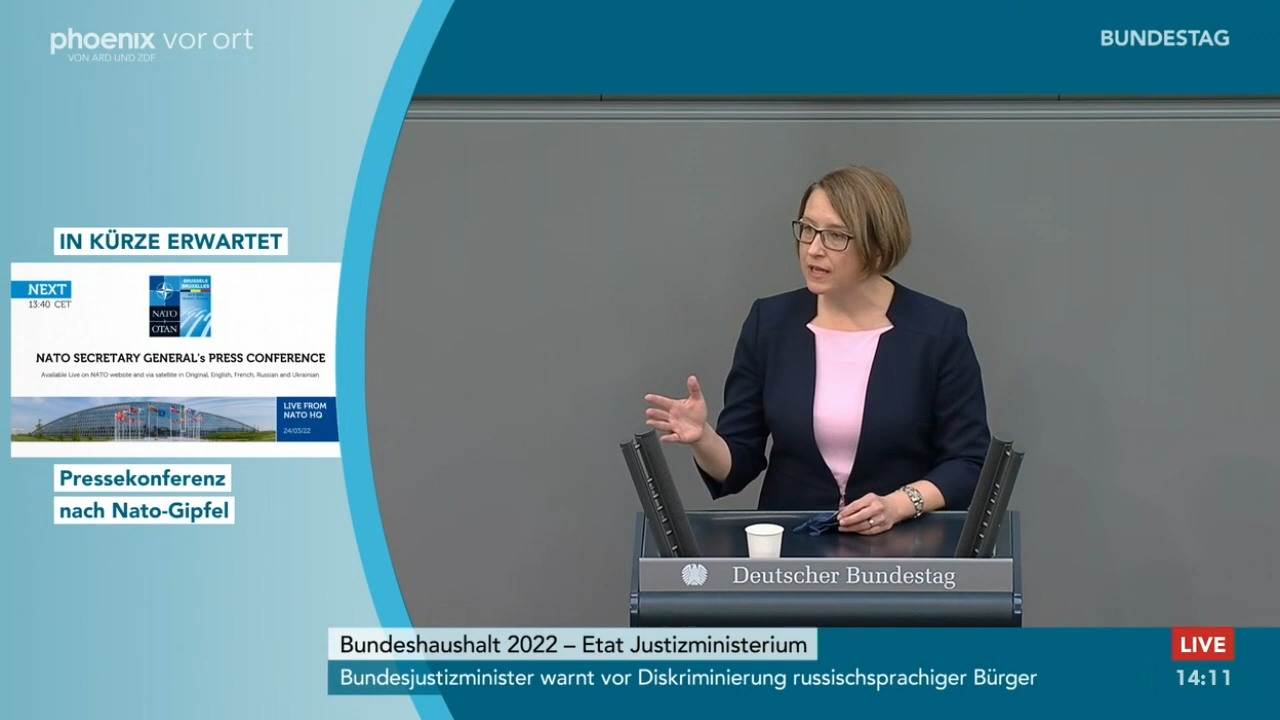 phoenix vor ort
VON ARD UND ZDF
BUNDESTAG
IN KÜRZE ERWARTET
NEXT
13:40 CET
BRUSSELS
BRUXELLES
NATO
OTAN
NATO SECRETARY GENERAL's PRESS CONFERENCE
Available Live on NATO website and via satellite in Original, English, French, Russian and Ukrainian
LIVE FROM
NATO HQ
24/03/22
Pressekonferenz
nach Nato-Gipfel
Deutscher Bundestag
Bundeshaushalt 2022 – Etat Justizministerium
Bundesjustizminister warnt vor Diskriminierung russischsprachiger Bürger
LIVE
14:11